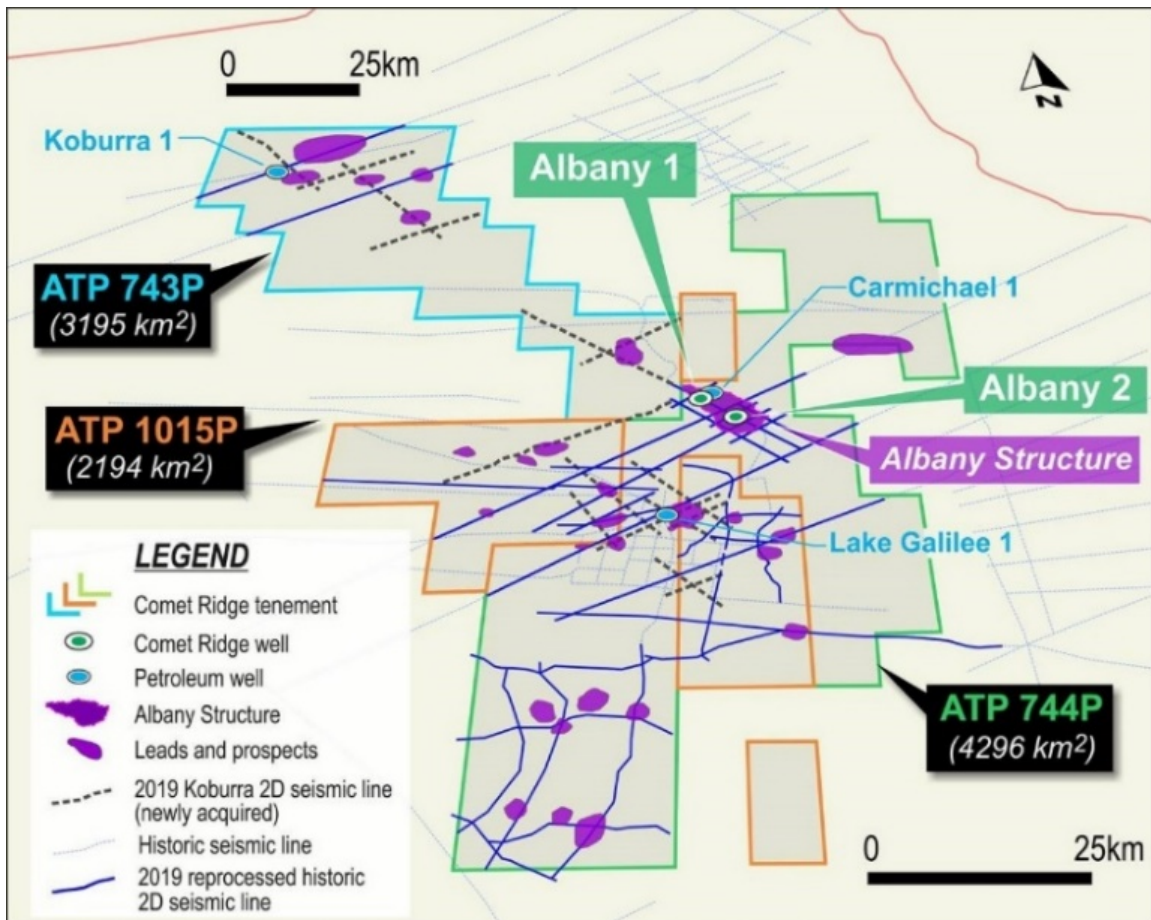 0 25km
N
Koburra 1
Albany 1
Carmichael 1
ATP 743P
(3195 km²)
Albany 2
ATP 1015P
(2194 km²)
Albany Structure
Lake Galilee 1
LEGEND
Comet Ridge tenement
Comet Ridge well
Petroleum well
Albany Structure
Leads and prospects
2019 Koburra 2D seismic line
(newly acquired)
Historic seismic line
2019 reprocessed historic
2D seismic line
ATP 744P
(4296 km²)
0 25km